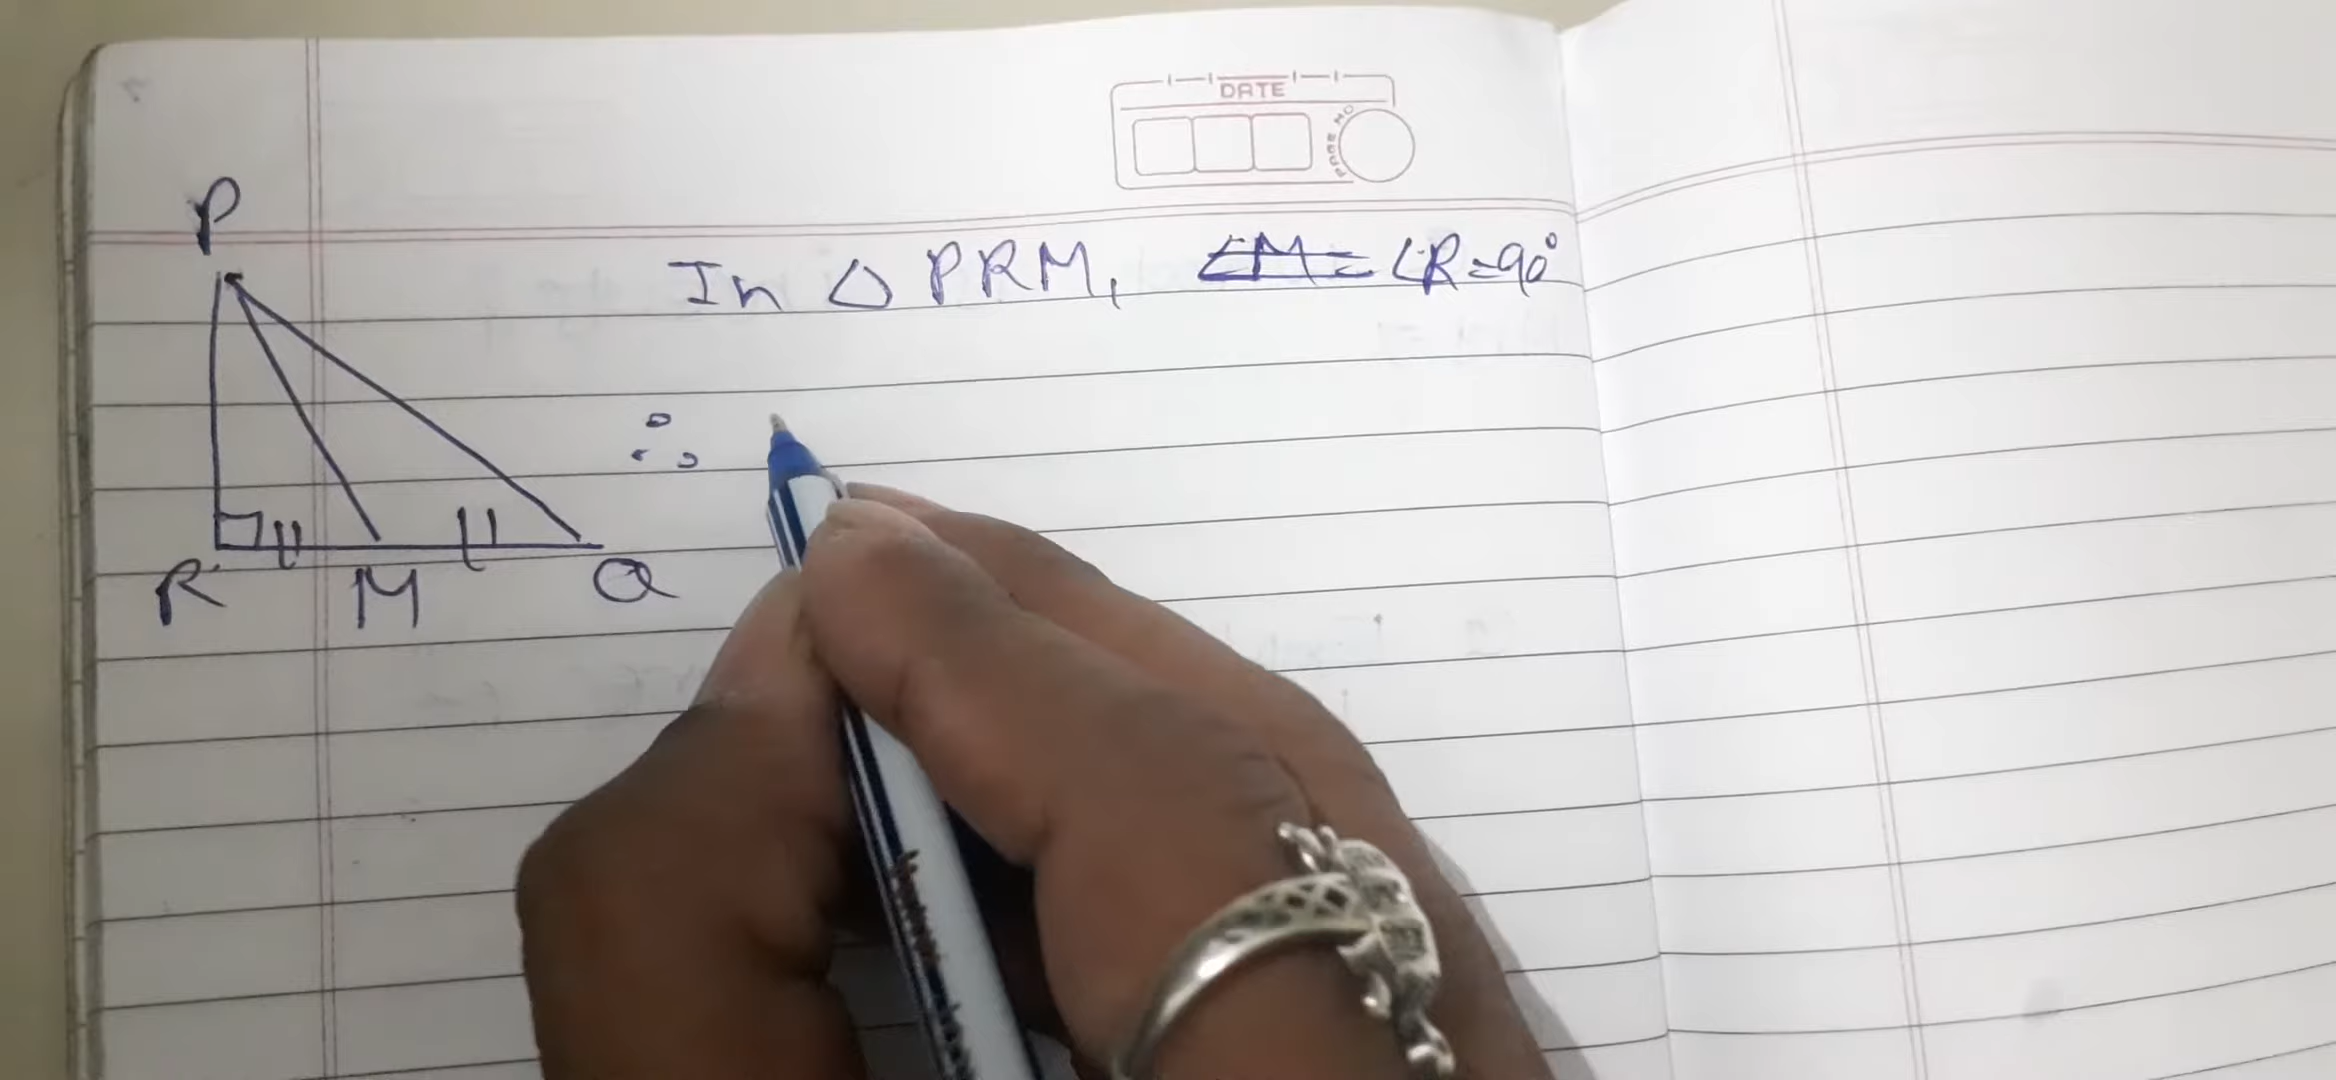 DATE
PAGE NO
P
In △ PRM, ∠M= ∠R=90°
∴
R M Q